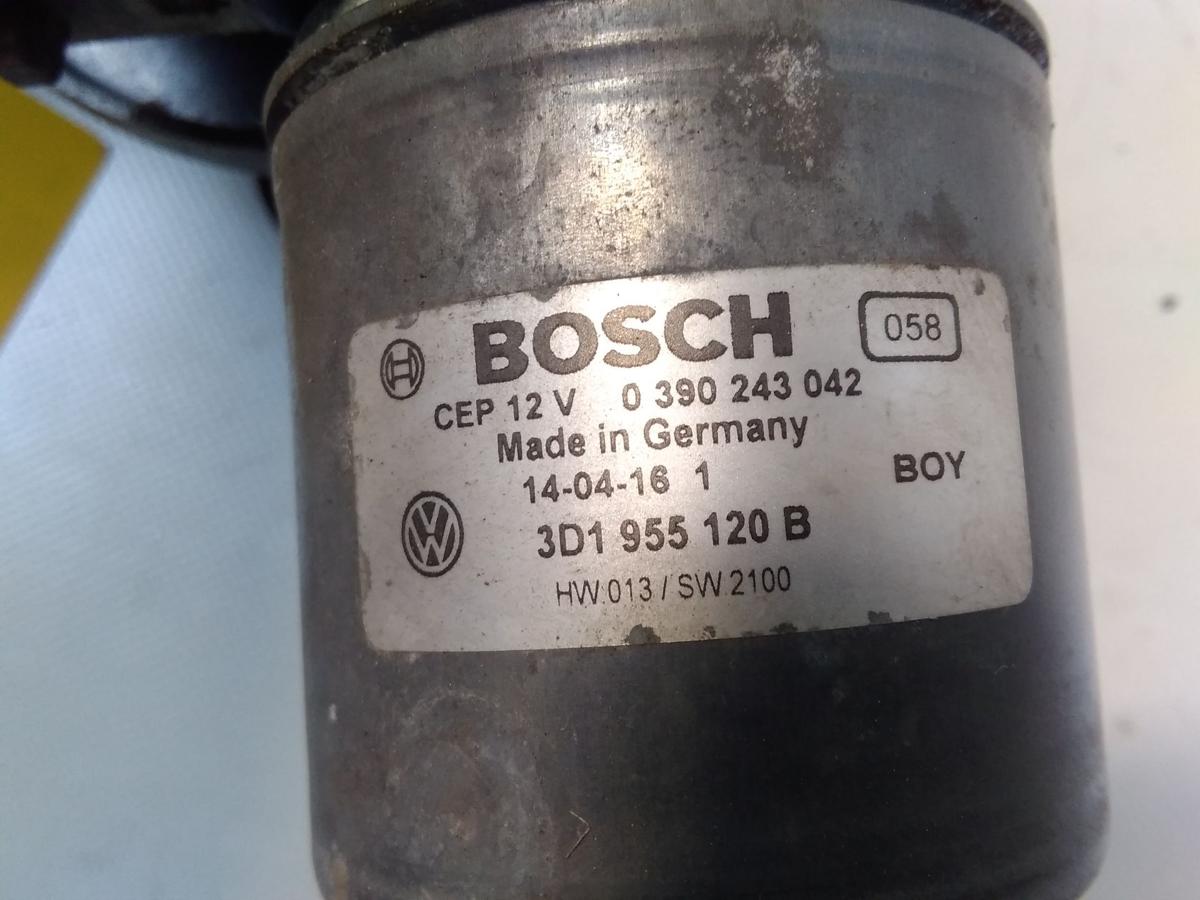 BOSCH 058
CEP 12 V 0 390 243 042
Made in Germany
14-04-16 1 BOY
3D1 955 120 B
HW.013 / SW.2100